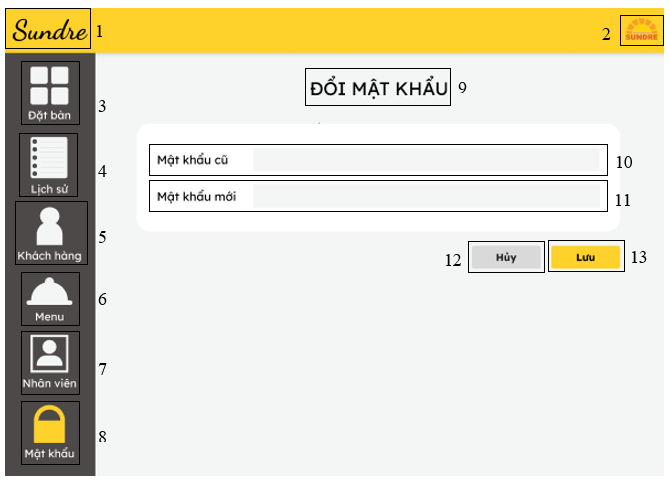 Sundre 1
2 SUNDRE
Đặt bàn 3
Lịch sử 4
Khách hàng 5
Menu 6
Nhân viên 7
Mật khẩu 8
ĐỔI MẬT KHẨU 9
Mật khẩu cũ 10
Mật khẩu mới 11
12 Hủy
Lưu 13